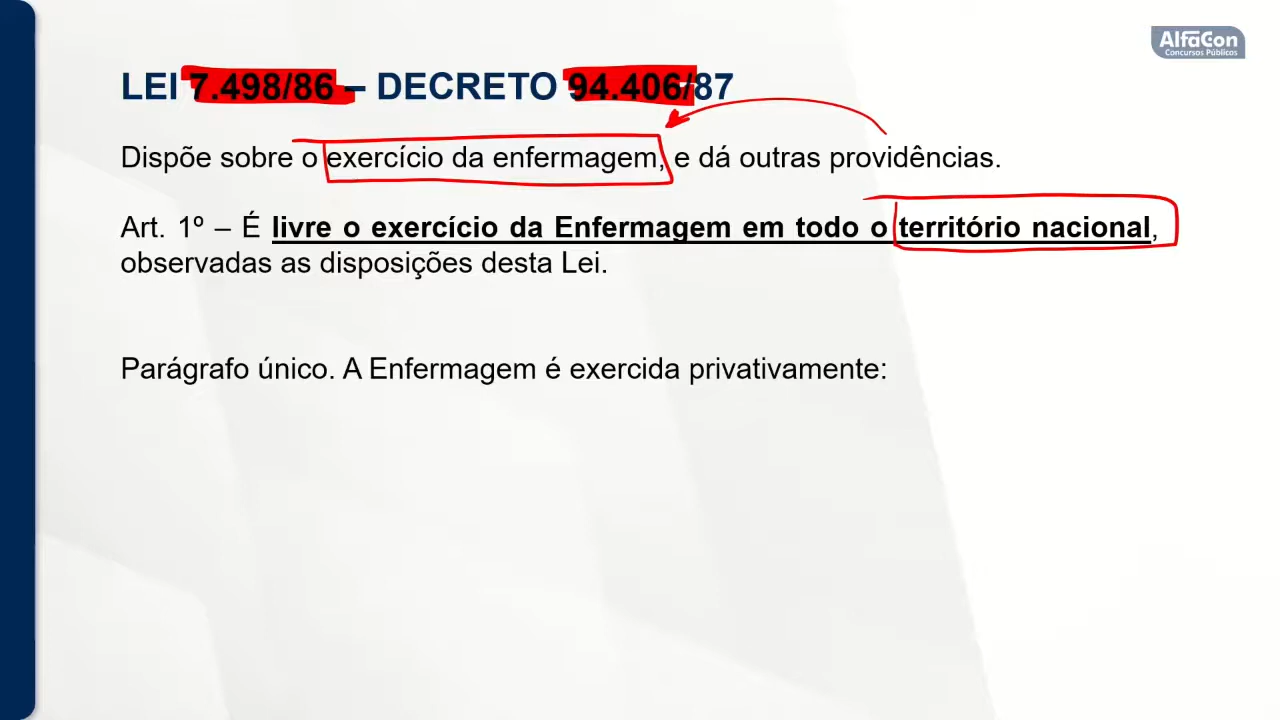 AlfaCon
Concursos Públicos
LEI 7.498/86 – DECRETO 94.406/87
Dispõe sobre o exercício da enfermagem, e dá outras providências.
Art. 1º – É livre o exercício da Enfermagem em todo o território nacional,
observadas as disposições desta Lei.
Parágrafo único. A Enfermagem é exercida privativamente: